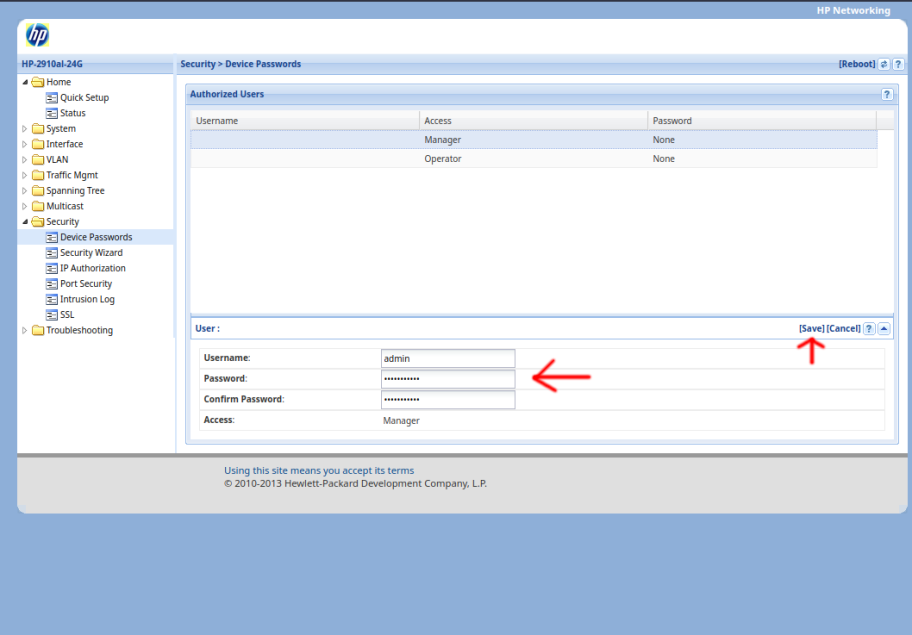 HP Networking
hp
HP-2910al-24G
Security > Device Passwords
[Reboot] ?
Home
Quick Setup
Status
System
Interface
VLAN
Traffic Mgmt
Spanning Tree
Multicast
Security
Device Passwords
Security Wizard
IP Authorization
Port Security
Intrusion Log
SSL
Troubleshooting
Authorized Users ?
Username Access Password
Manager None
Operator None
User : [Save] [Cancel] ?
Username: admin
Password: •••••••••••
Confirm Password: •••••••••••
Access: Manager
Using this site means you accept its terms
© 2010-2013 Hewlett-Packard Development Company, L.P.